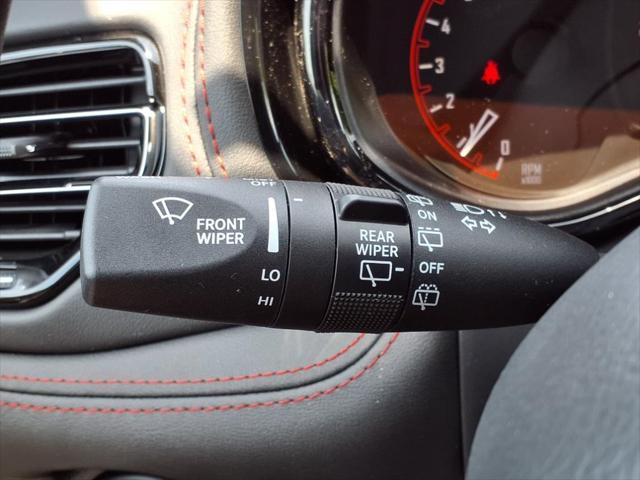 4
3
2
1
0
RPM
x1000
OFF
FRONT
WIPER
LO
HI
REAR
WIPER
ON
OFF